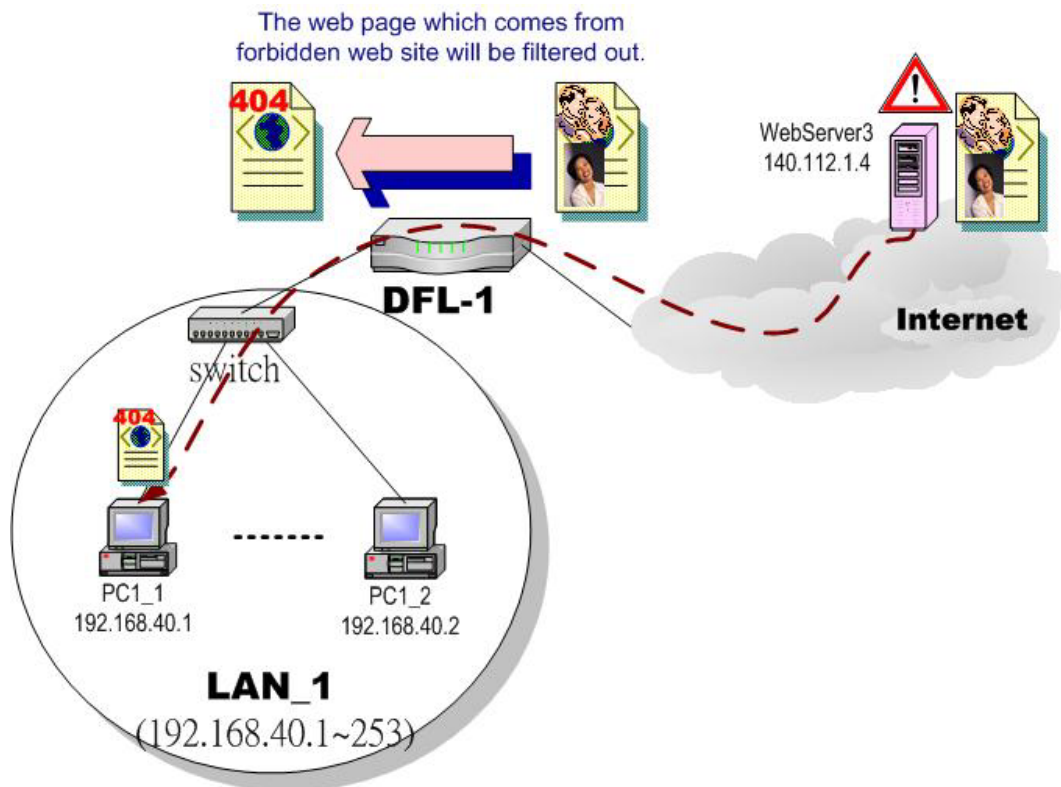 The web page which comes from
forbidden web site will be filtered out.
404
!
WebServer3
140.112.1.4
DFL-1
Internet
switch
404
PC1_1
192.168.40.1
PC1_2
192.168.40.2
LAN_1
(192.168.40.1~253)